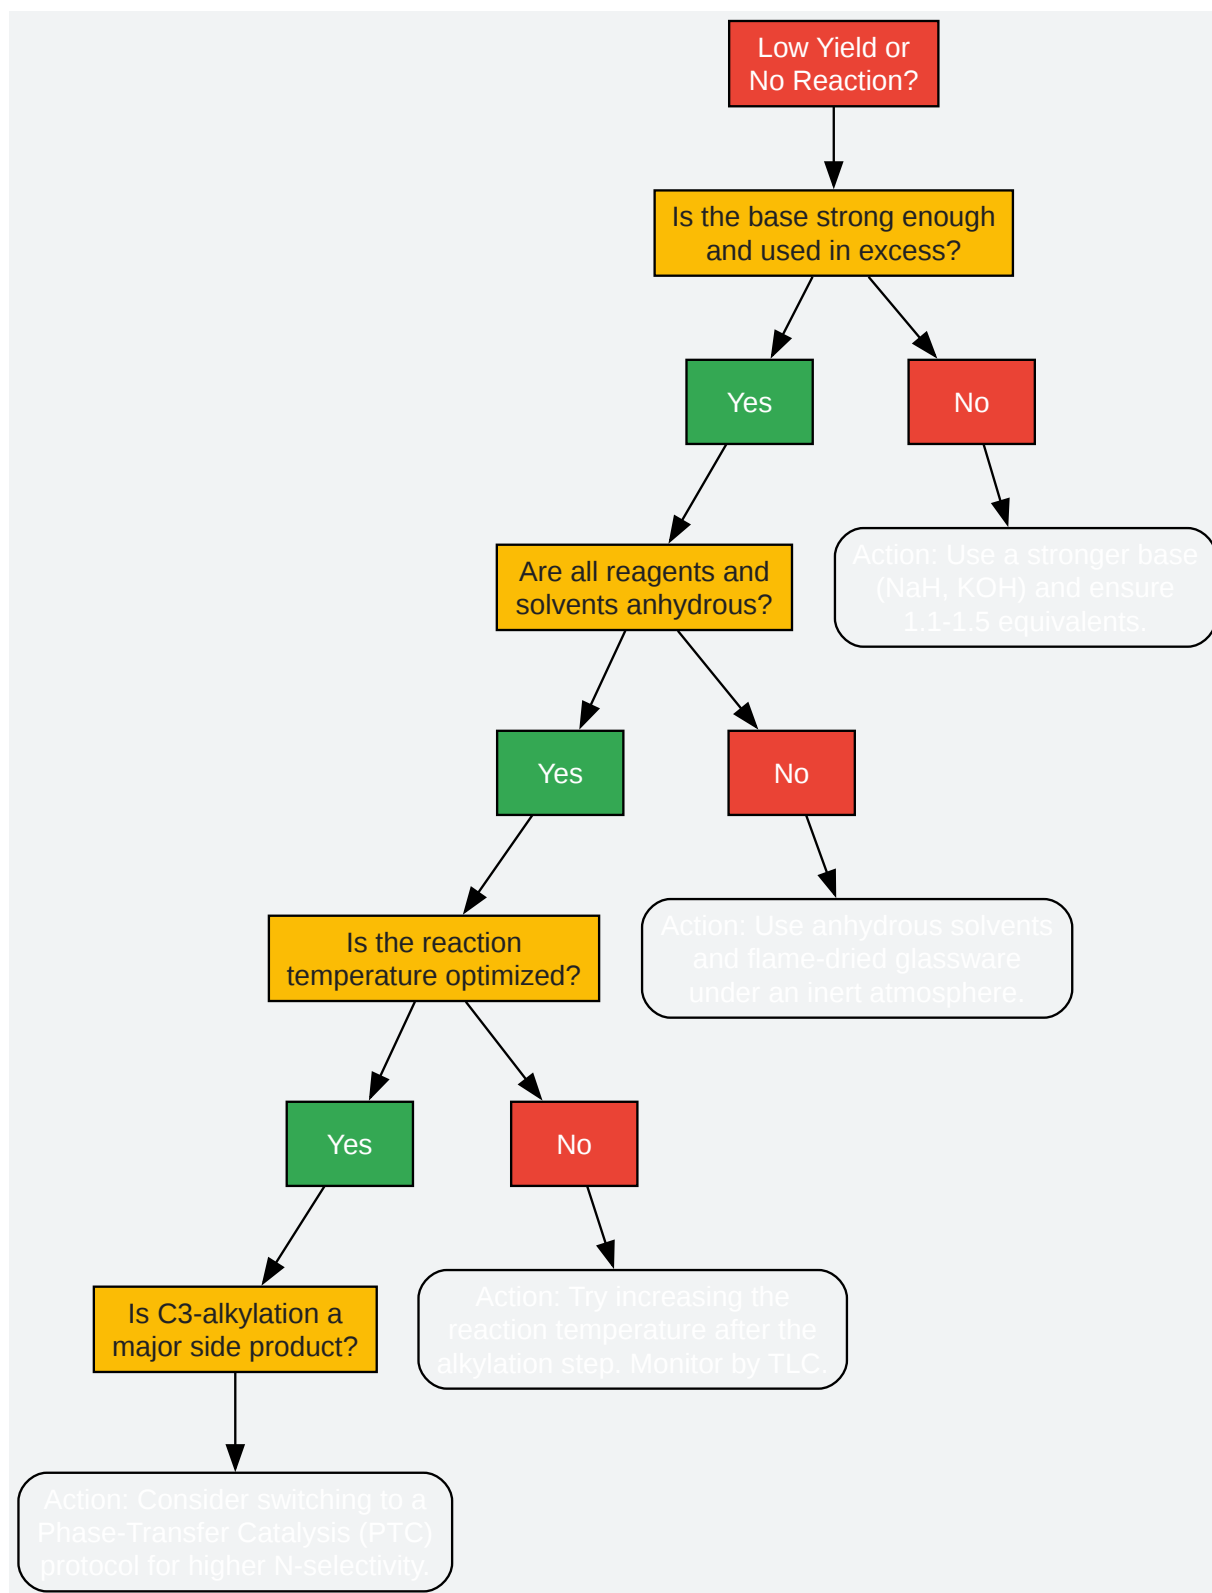 Low Yield or
No Reaction?
Is the base strong enough
and used in excess?
Yes
No
Action: Use a stronger base
(NaH, KOH) and ensure
1.1-1.5 equivalents.
Are all reagents and
solvents anhydrous?
Yes
No
Action: Use anhydrous solvents
and flame-dried glassware
under an inert atmosphere.
Is the reaction
temperature optimized?
Yes
No
Action: Try increasing the
reaction temperature after the
alkylation step. Monitor by TLC.
Is C3-alkylation a
major side product?
Action: Consider switching to a
Phase-Transfer Catalysis (PTC)
protocol for higher N-selectivity.